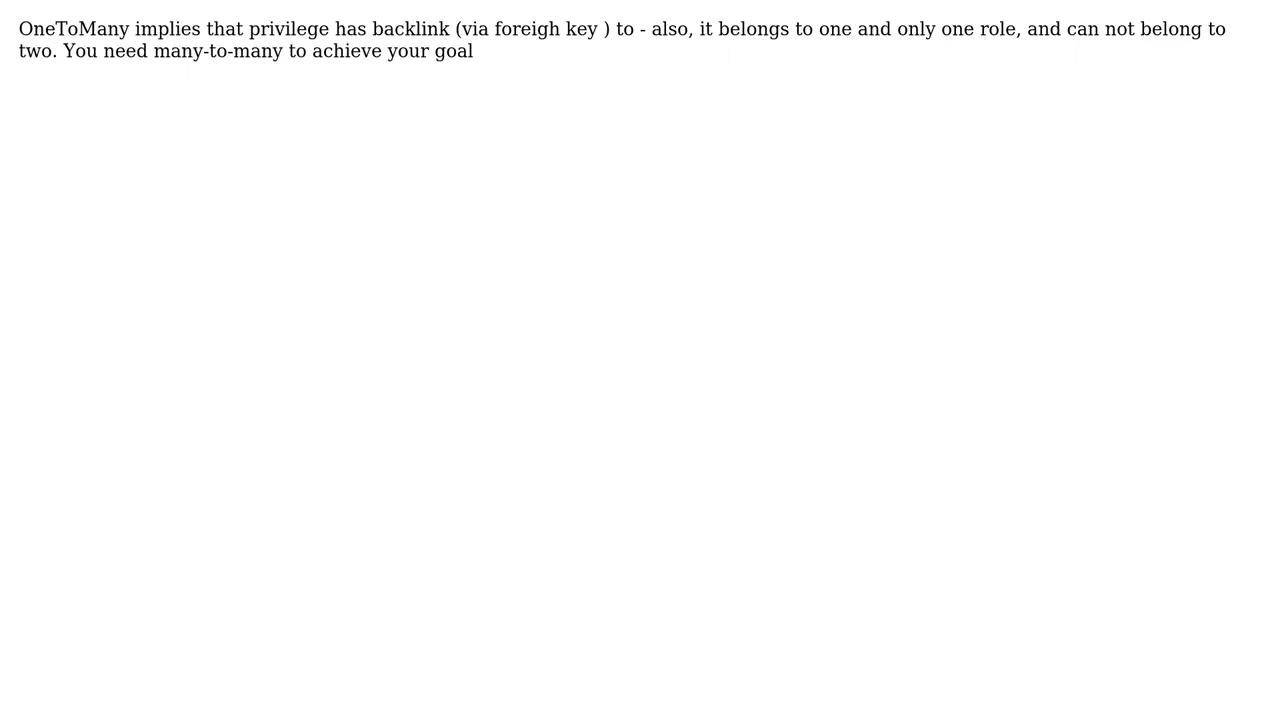 OneToMany implies that privilege has backlink (via foreigh key ) to - also, it belongs to one and only one role, and can not belong to
two. You need many-to-many to achieve your goal